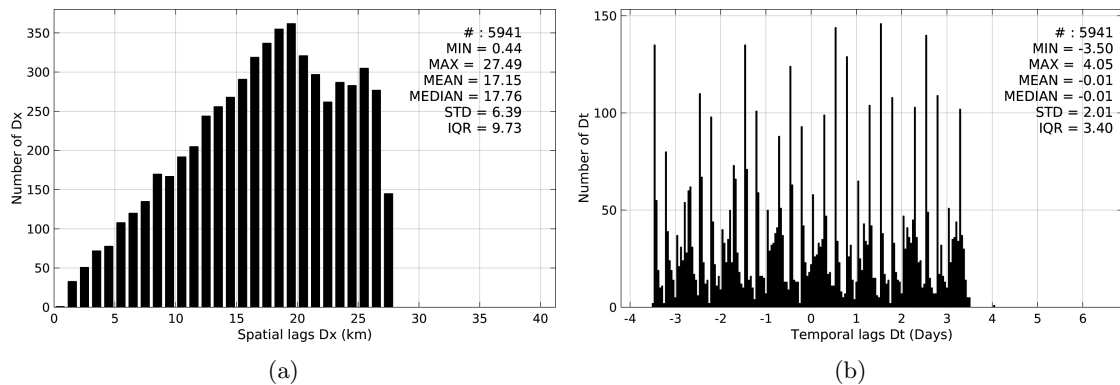 # : 5941
MIN = 0.44
MAX = 27.49
MEAN = 17.15
MEDIAN = 17.76
STD = 6.39
IQR = 9.73
Number of Dx
350
300
250
200
150
100
50
0
0 5 10 15 20 25 30 35 40
Spatial lags Dx (km)
(a)
# : 5941
MIN = -3.50
MAX = 4.05
MEAN = -0.01
MEDIAN = -0.01
STD = 2.01
IQR = 3.40
Number of Dt
150
100
50
0
-4 -3 -2 -1 0 1 2 3 4 5 6
Temporal lags Dt (Days)
(b)